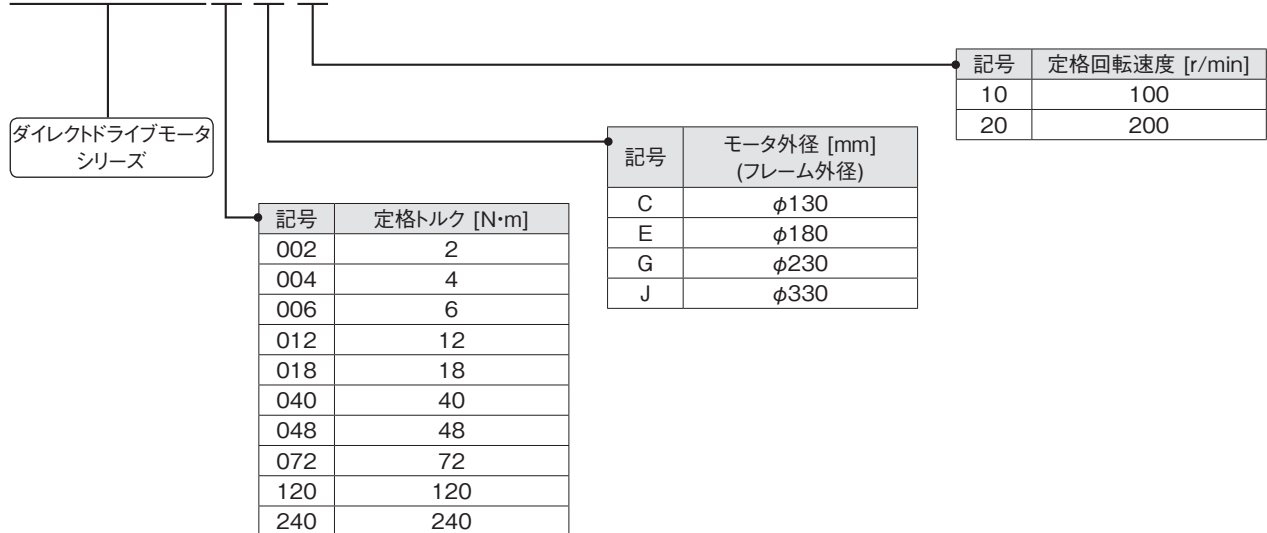 記号 定格回転速度 [r/min]
10 100
20 200
ダイレクトドライブモータ
シリーズ
記号 モータ外径 [mm]
(フレーム外径)
C φ130
E φ180
G φ230
J φ330
記号 定格トルク [N・m]
002 2
004 4
006 6
012 12
018 18
040 40
048 48
072 72
120 120
240 240